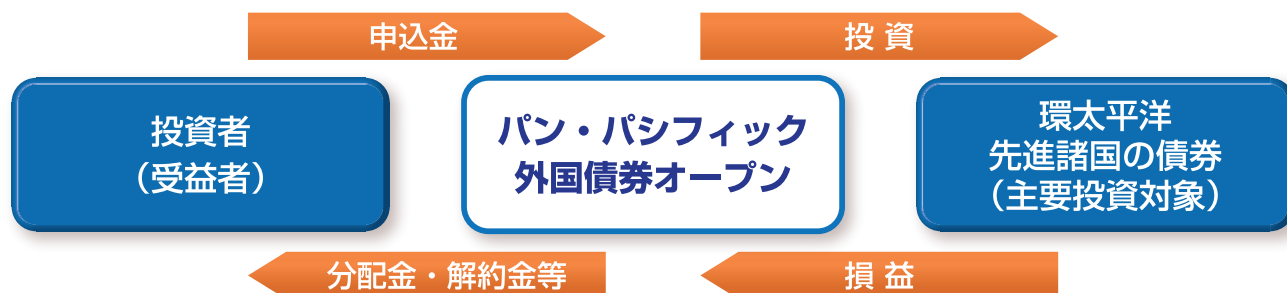 申込金
投 資
投資者
（受益者）
パン・パシフィック
外国債券オープン
環太平洋
先進諸国の債券
（主要投資対象）
分配金・解約金等
損 益